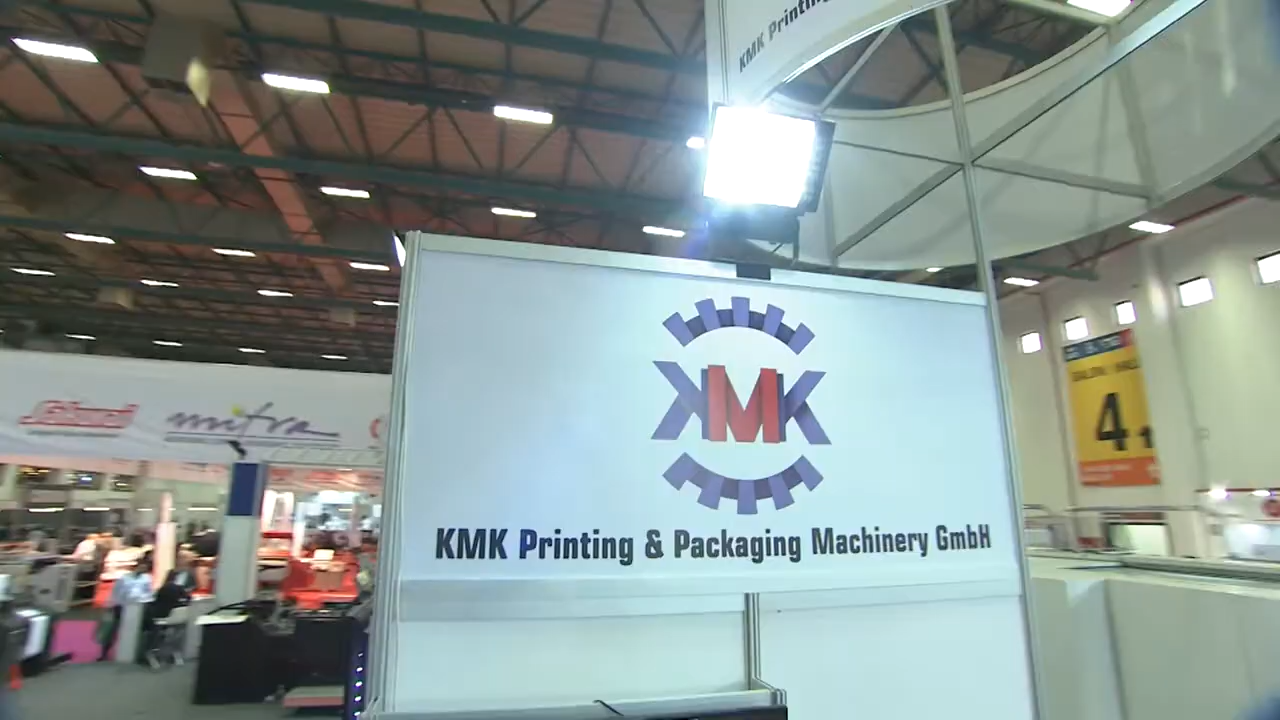 KMK Printing
mitra
KMK
KMK Printing & Packaging Machinery GmbH
4